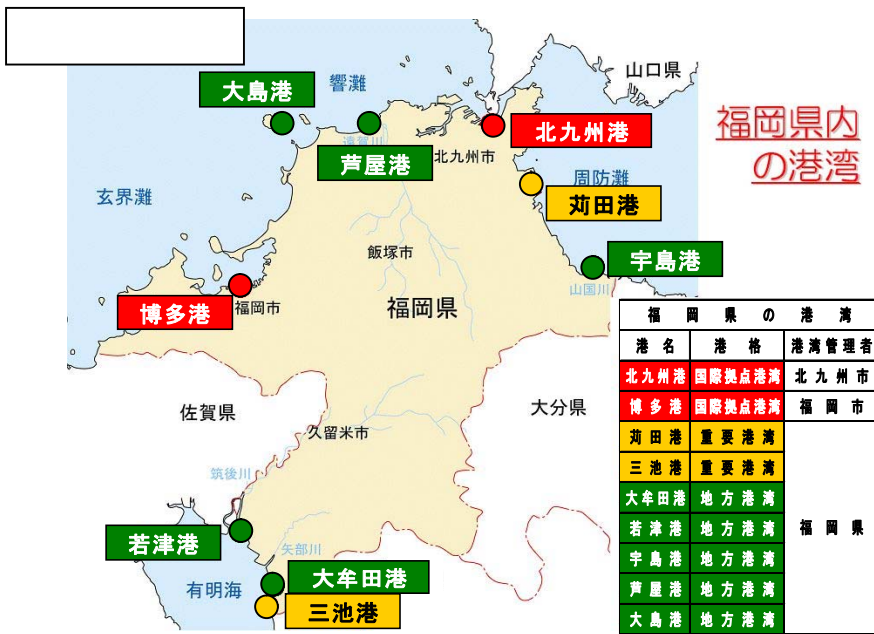 福岡県内
の港湾
山口県
響灘
大島港
遠賀川
芦屋港
北九州市
北九州港
周防灘
苅田港
玄界灘
飯塚市
宇島港
山国川
福岡市
博多港
福岡県
佐賀県
大分県
久留米市
筑後川
若津港
矢部川
有明海
大牟田港
三池港
福岡県の港湾
港名 港格 港湾管理者
北九州港 国際拠点港湾 北九州市
博多港 国際拠点港湾 福岡市
苅田港 重要港湾
三池港 重要港湾
大牟田港 地方港湾
若津港 地方港湾 福岡県
宇島港 地方港湾
芦屋港 地方港湾
大島港 地方港湾